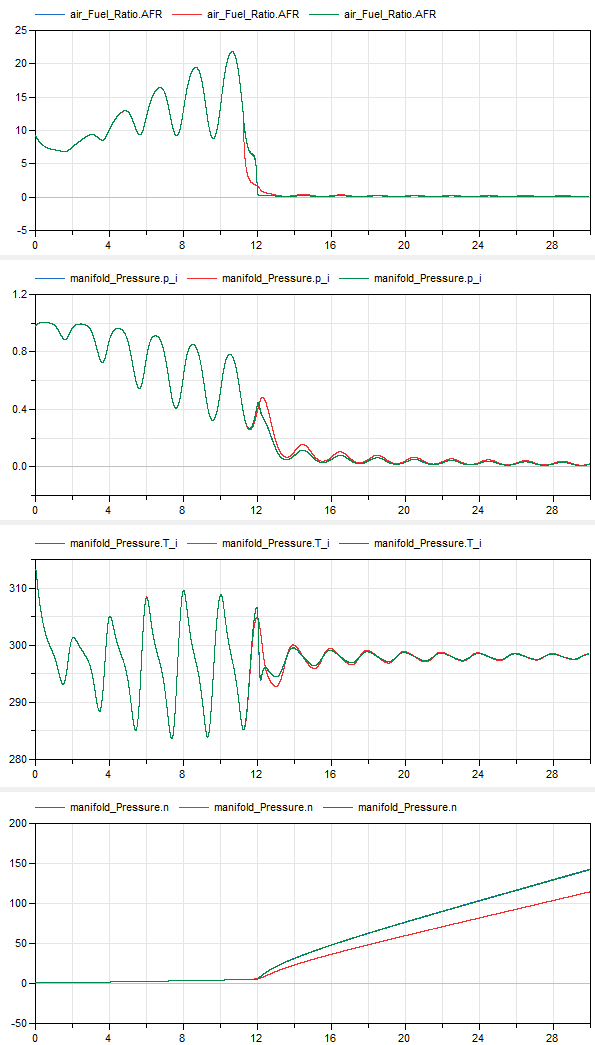 air_Fuel_Ratio.AFR air_Fuel_Ratio.AFR air_Fuel_Ratio.AFR
25
20
15
10
5
0
-5
0 4 8 12 16 20 24 28
manifold_Pressure.p_i manifold_Pressure.p_i manifold_Pressure.p_i
1.2
0.8
0.4
0.0
0 4 8 12 16 20 24 28
manifold_Pressure.T_i manifold_Pressure.T_i manifold_Pressure.T_i
310
300
290
280
0 4 8 12 16 20 24 28
manifold_Pressure.n manifold_Pressure.n manifold_Pressure.n
200
150
100
50
0
-50
0 4 8 12 16 20 24 28